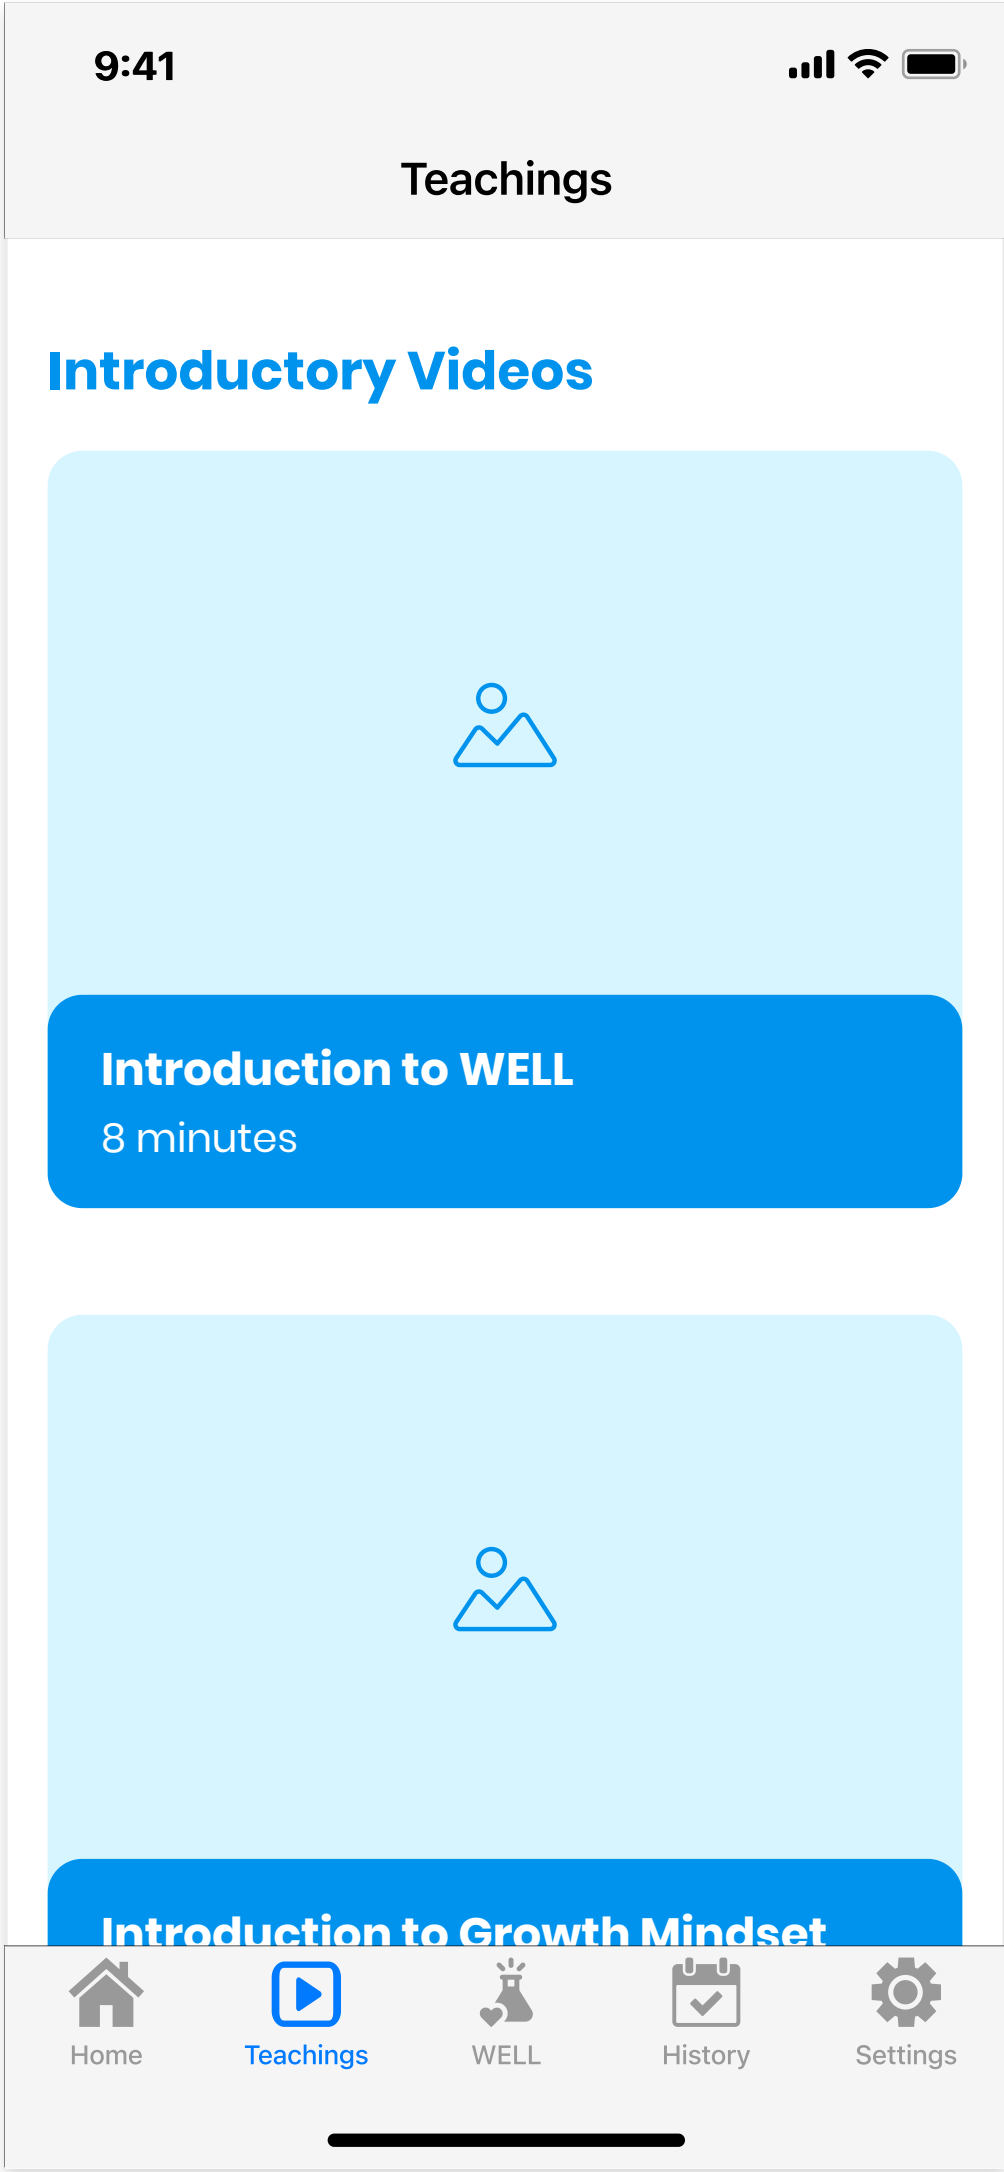 9:41
Teachings
Introductory Videos
Introduction to WELL
8 minutes
Introduction to Growth Mindset
Home
Teachings
WELL
History
Settings